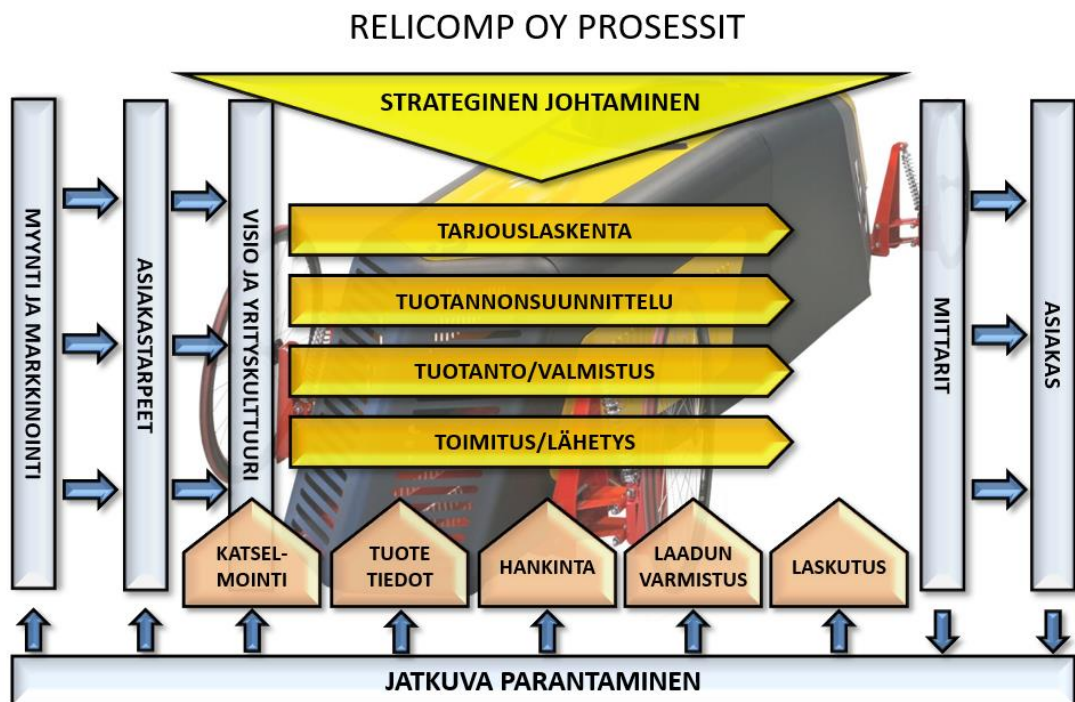 RELICOMP OY PROSESSIT
STRATEGINEN JOHTAMINEN
MYYNTI JA MARKKINOINTI
ASIAKASTARPEET
VISIO JA YRITYSKULTTUURI
TARJOUSLASKENTA
TUOTANNONSUUNNITTELU
TUOTANTO/VALMISTUS
TOIMITUS/LÄHETYS
MITTARIT
ASIAKAS
KATSEL-
MOINTI
TUOTE
TIEDOT
HANKINTA
LAADUN
VARMISTUS
LASKUTUS
JATKUVA PARANTAMINEN